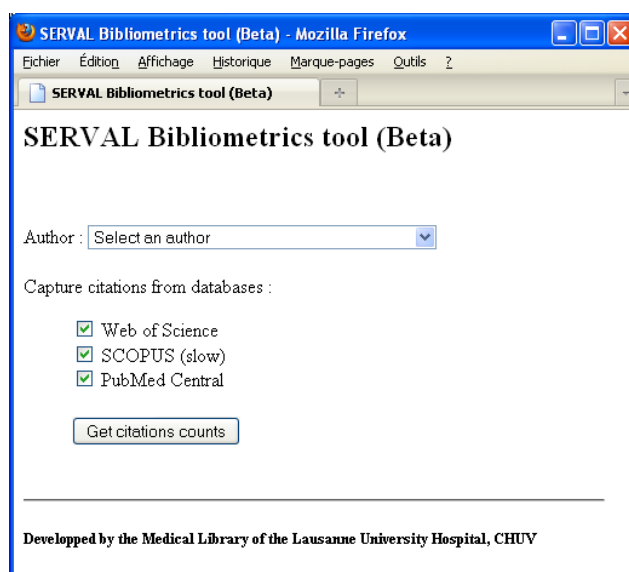 SERVAL Bibliometrics tool (Beta) - Mozilla Firefox
Fichier Édition Affichage Historique Marque-pages Outils ?
SERVAL Bibliometrics tool (Beta)
SERVAL Bibliometrics tool (Beta)
Author : Select an author
Capture citations from databases :
Web of Science
SCOPUS (slow)
PubMed Central
Get citations counts
Developped by the Medical Library of the Lausanne University Hospital, CHUV